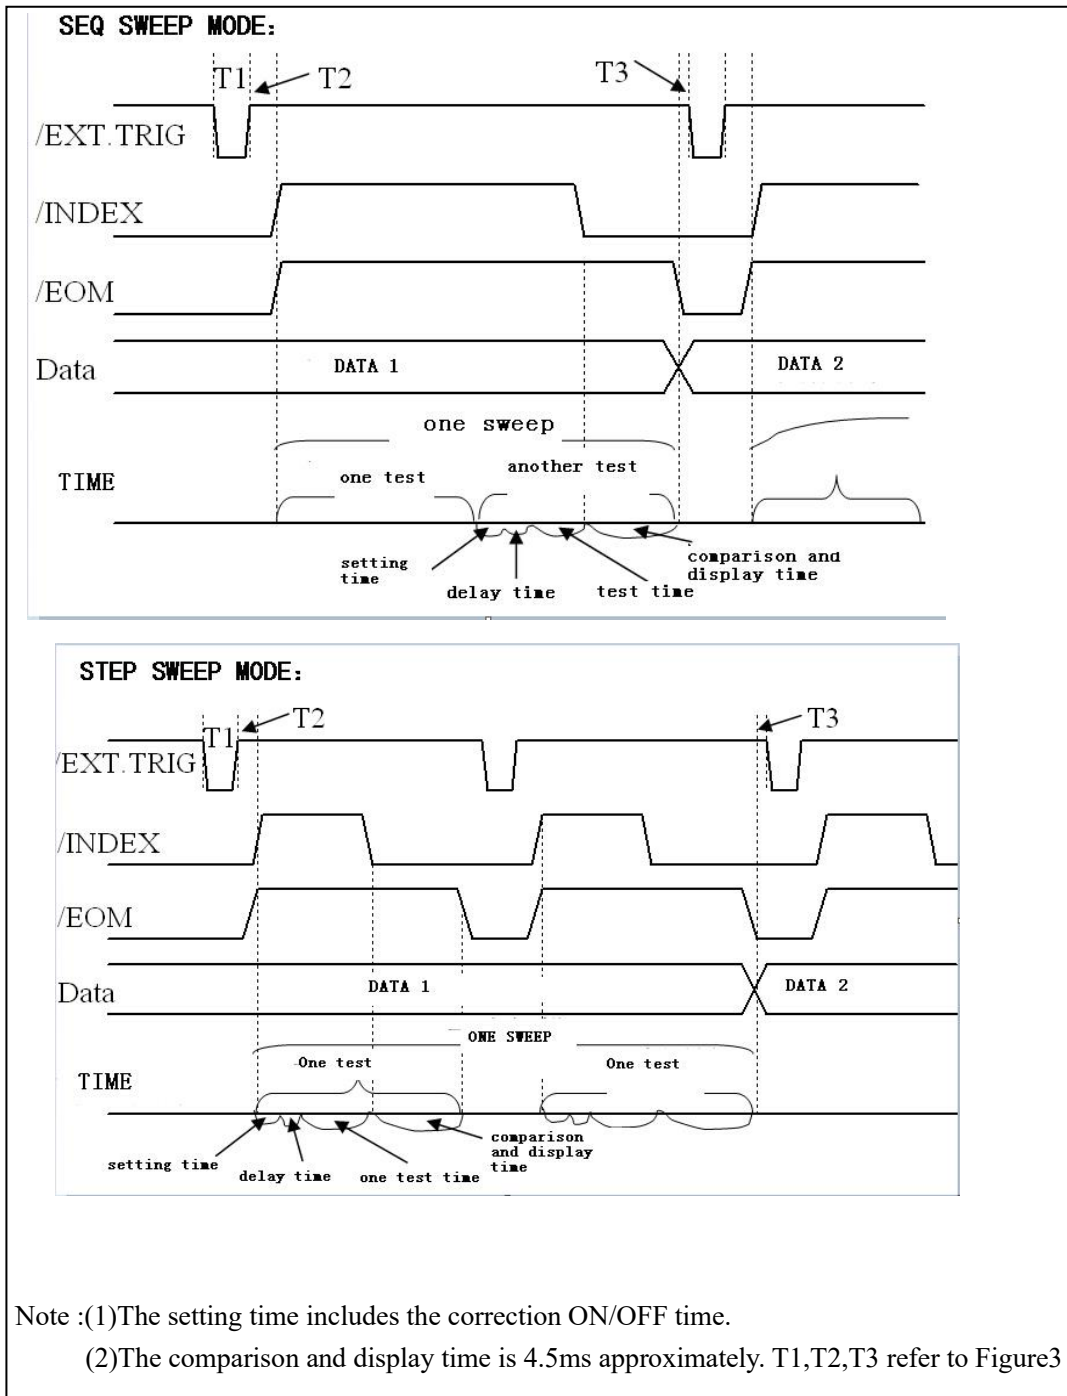 SEQ SWEEP MODE:
T1
T2
T3
/EXT.TRIG
/INDEX
/EOM
Data
DATA 1
DATA 2
one sweep
one test
another test
TIME
setting
time
delay time
test time
comparison and
display time
STEP SWEEP MODE:
T1
T2
T3
/EXT.TRIG
/INDEX
/EOM
Data
DATA 1
DATA 2
ONE SWEEP
One test
One test
TIME
setting time
delay time
one test time
comparison
and display
time
Note :(1)The setting time includes the correction ON/OFF time.
(2)The comparison and display time is 4.5ms approximately. T1,T2,T3 refer to Figure3